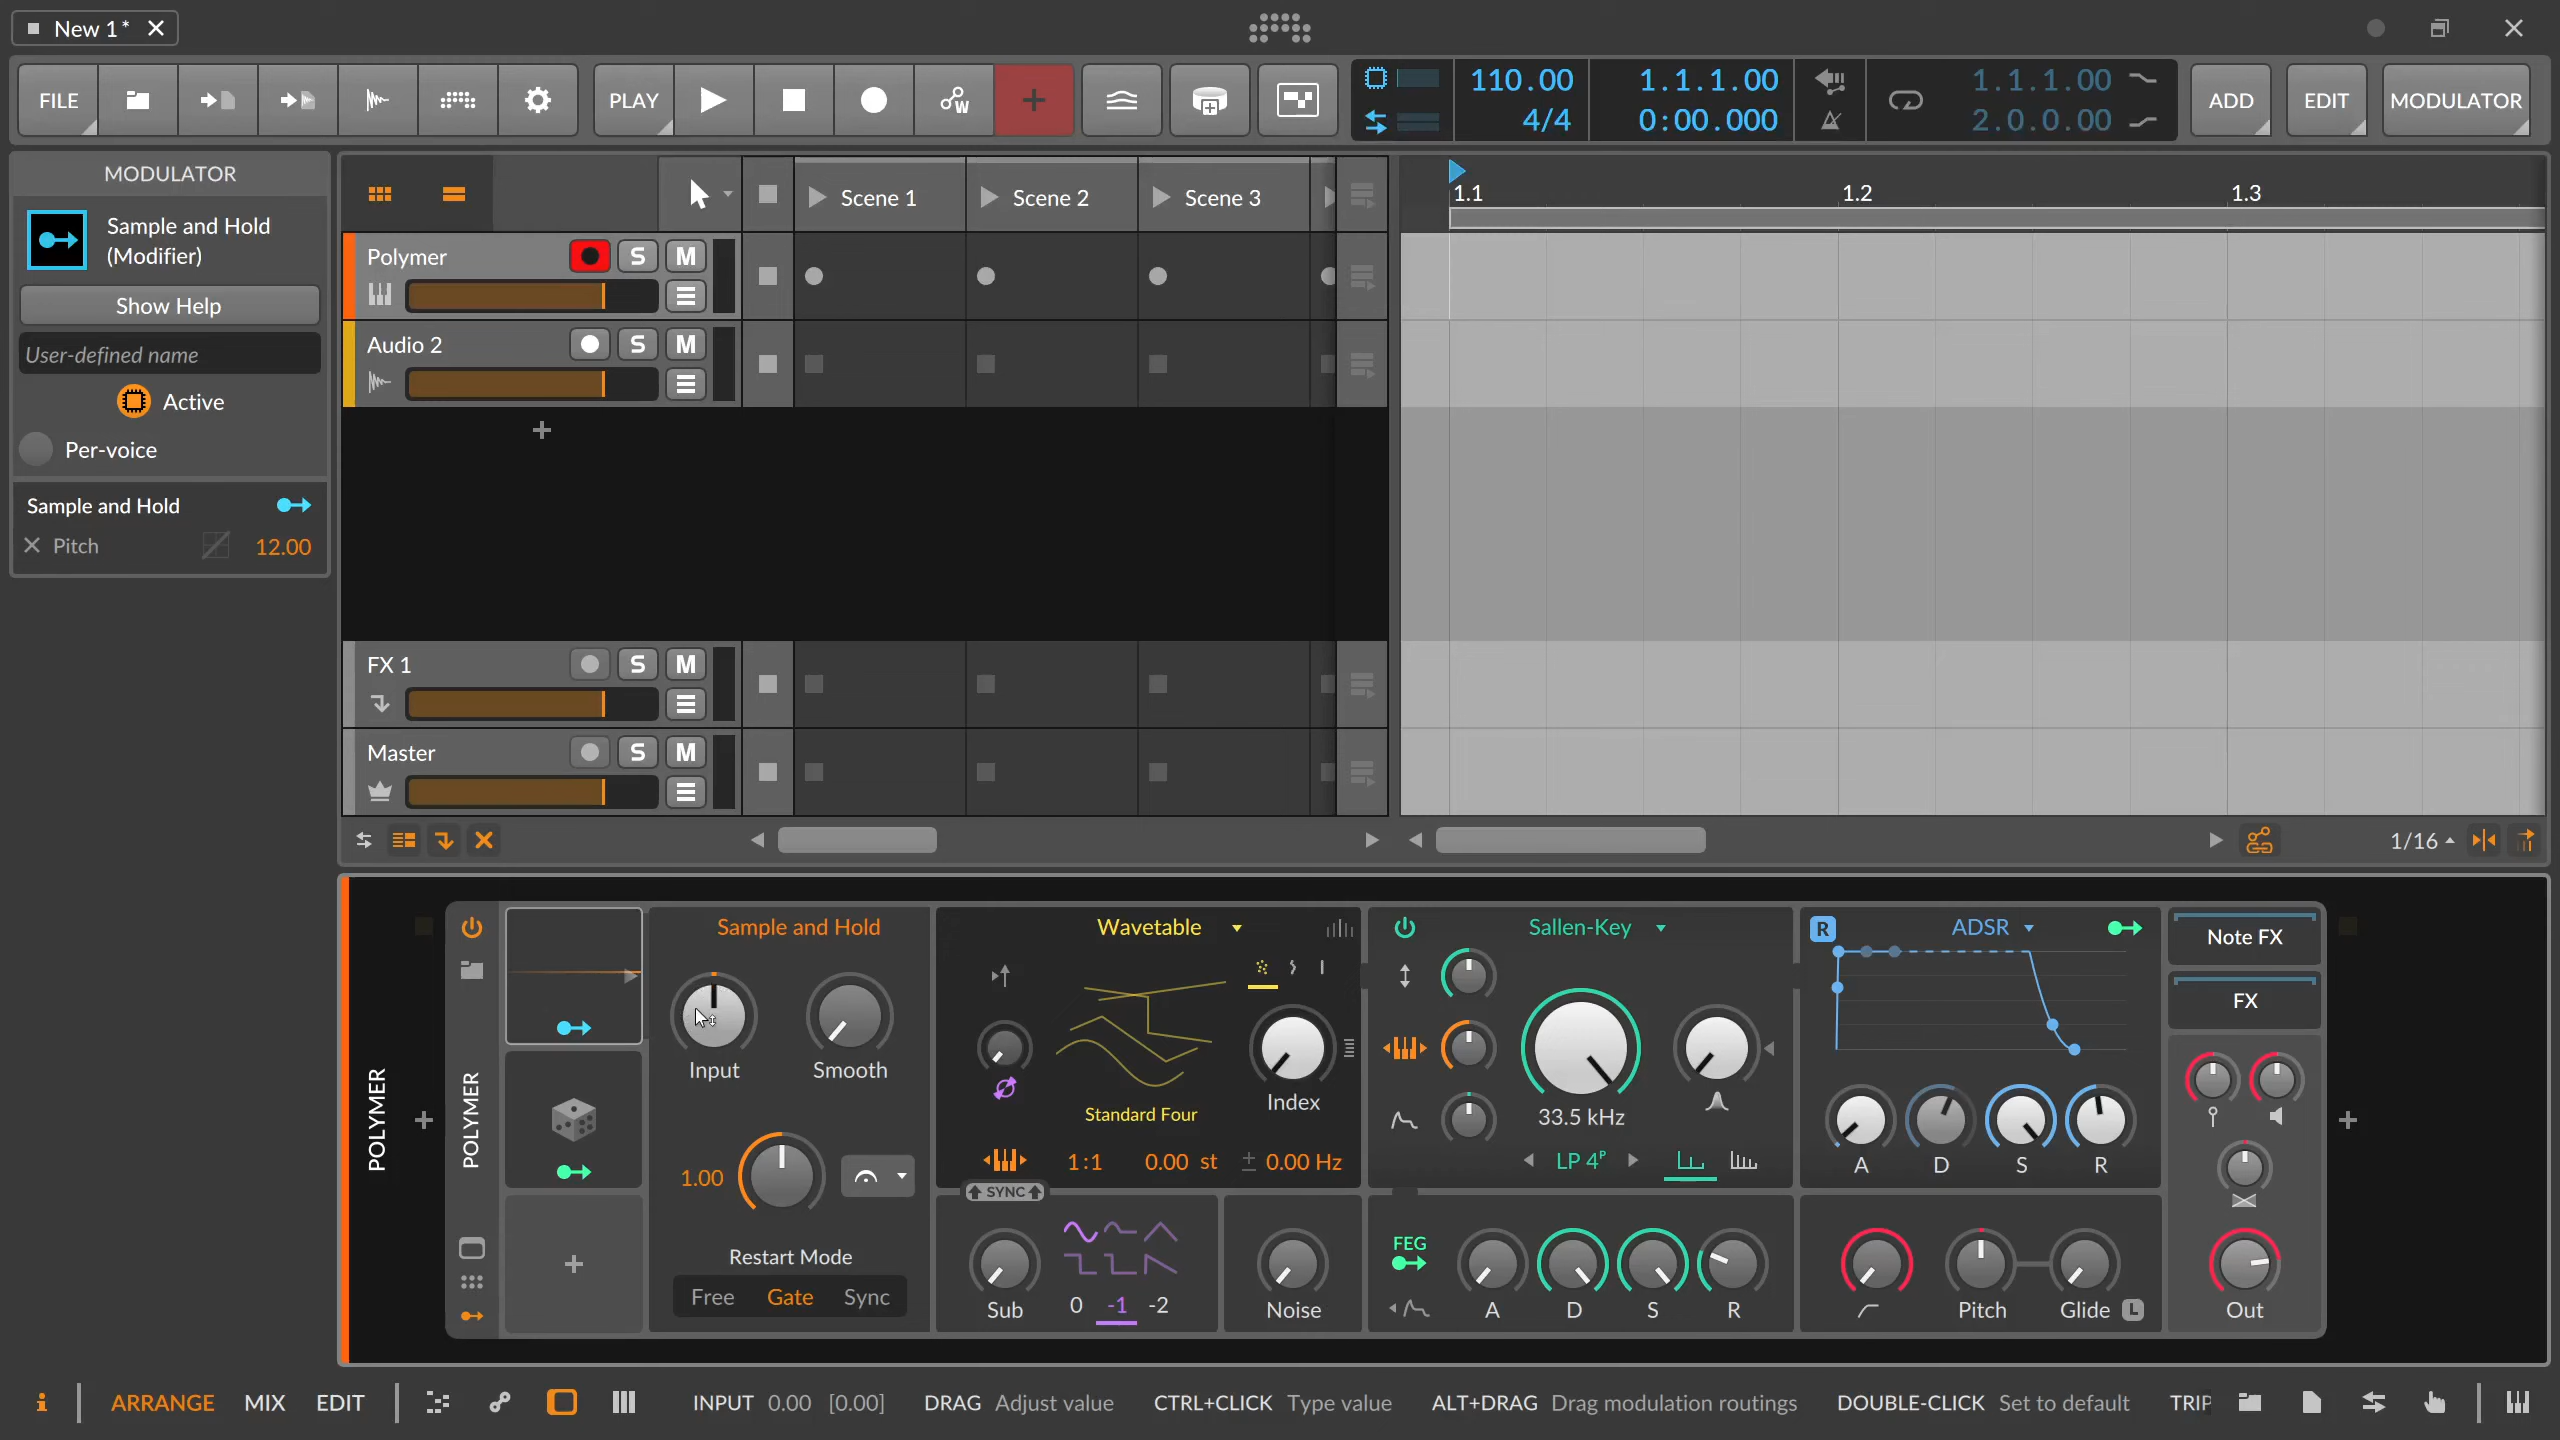 New 1*
FILE
PLAY
W
110.00
4/4
1.1.1.00
0:00.000
1.1.1.00
2.0.0.00
ADD
EDIT
MODULATOR
MODULATOR
Sample and Hold
(Modifier)
Show Help
User-defined name
Active
Per-voice
Sample and Hold
Pitch
12.00
Scene 1
Scene 2
Scene 3
1.1
1.2
1.3
Polymer
S
M
Audio 2
S
M
FX 1
S
M
Master
S
M
1/16
POLYMER
POLYMER
Sample and Hold
Input
Smooth
1.00
Restart Mode
Free
Gate
Sync
Wavetable
Standard Four
Index
1:1
0.00 st
± 0.00 Hz
SYNC
Sub
0
-1
-2
Noise
Sallen-Key
33.5 kHz
LP 4P
FEG
A
D
S
R
R
ADSR
A
D
S
R
Pitch
Glide
L
Note FX
FX
Out
ARRANGE
MIX
EDIT
INPUT 0.00 [0.00]
DRAG Adjust value
CTRL+CLICK Type value
ALT+DRAG Drag modulation routings
DOUBLE-CLICK Set to default
TRIP